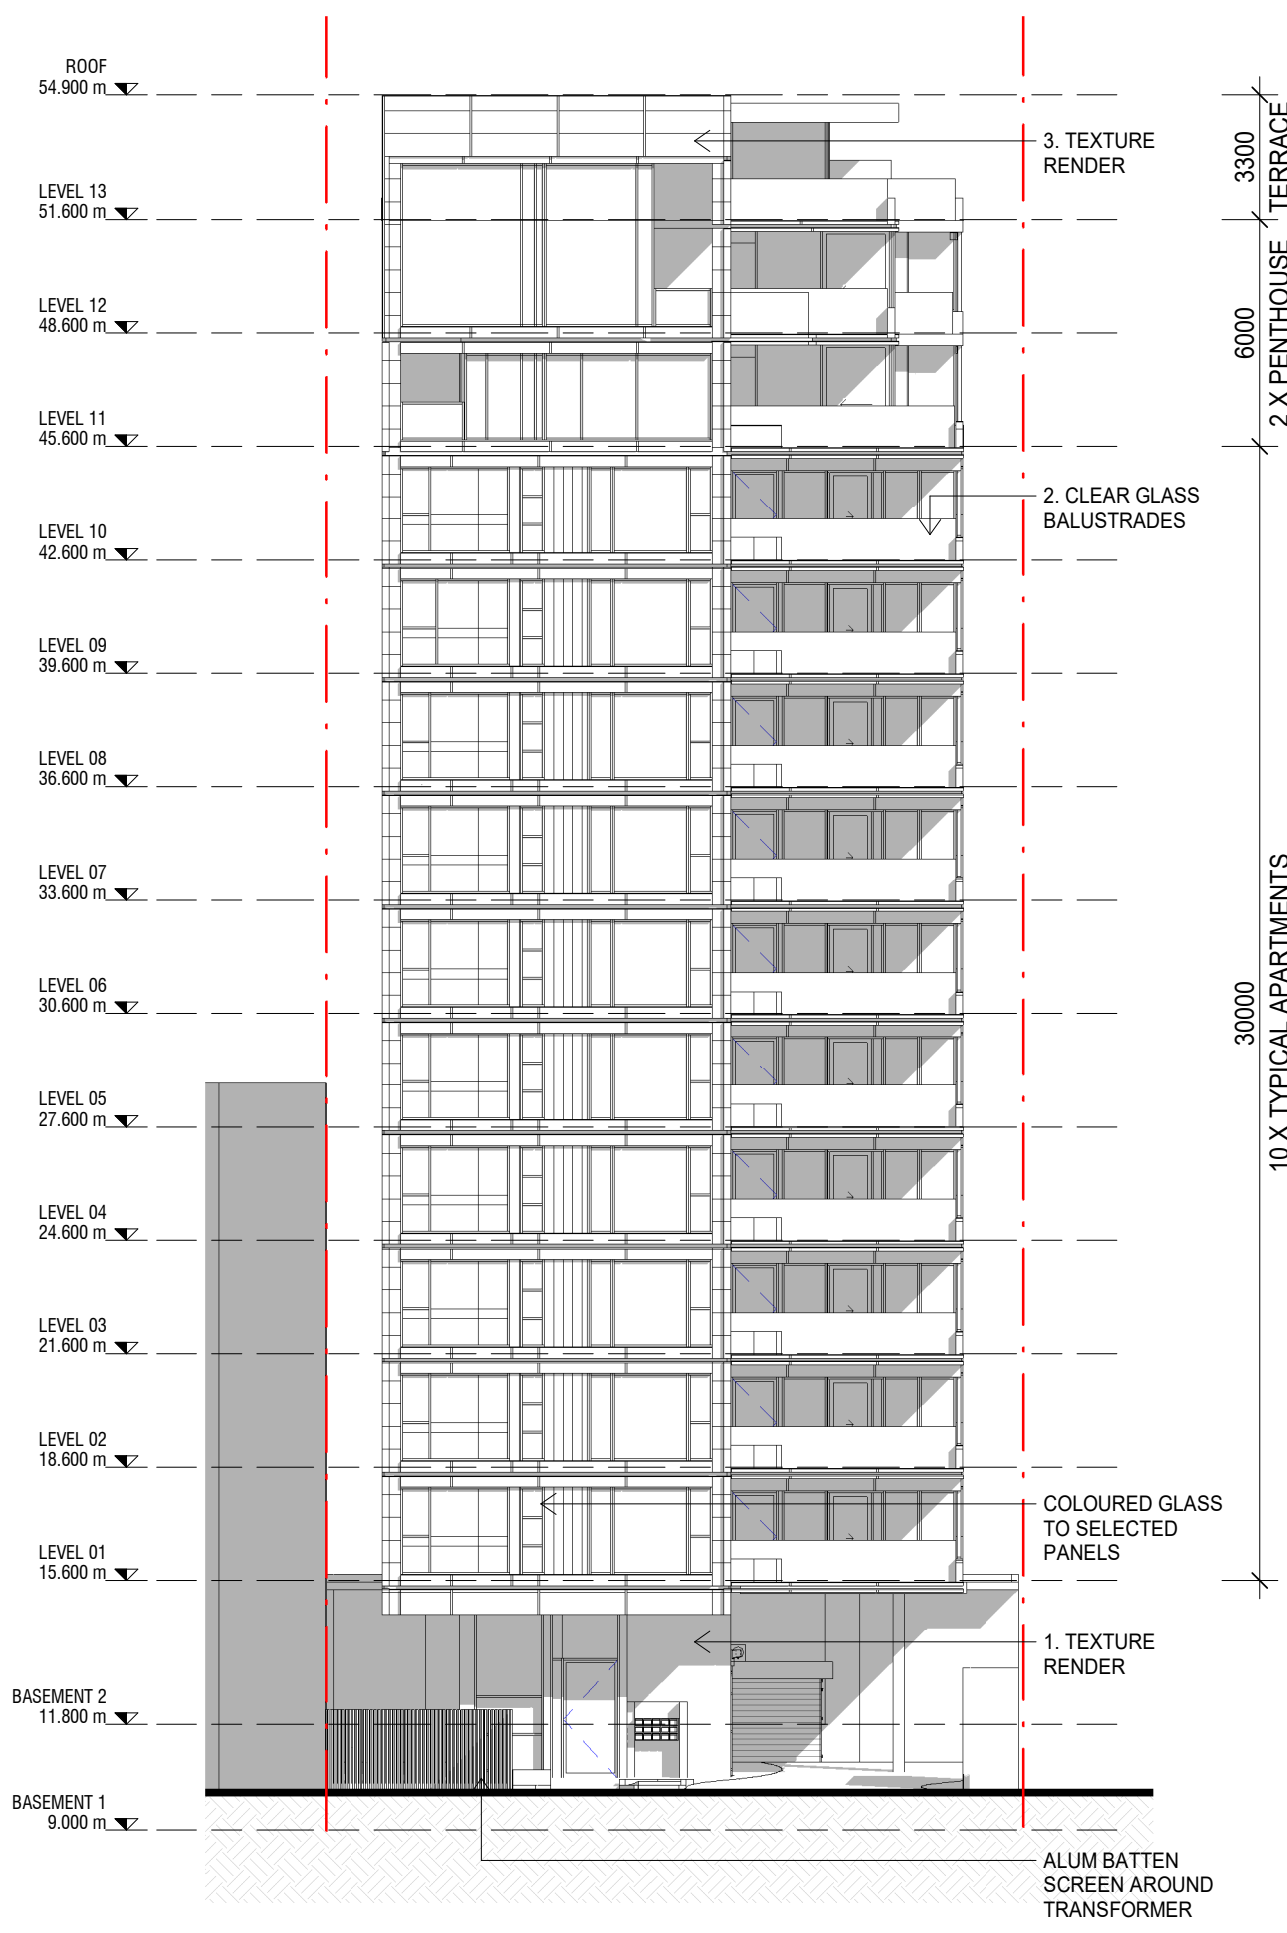 ROOF
54.900 m
LEVEL 13
51.600 m
LEVEL 12
48.600 m
LEVEL 11
45.600 m
LEVEL 10
42.600 m
LEVEL 09
39.600 m
LEVEL 08
36.600 m
LEVEL 07
33.600 m
LEVEL 06
30.600 m
LEVEL 05
27.600 m
LEVEL 04
24.600 m
LEVEL 03
21.600 m
LEVEL 02
18.600 m
LEVEL 01
15.600 m
BASEMENT 2
11.800 m
BASEMENT 1
9.000 m
3. TEXTURE
RENDER
2. CLEAR GLASS
BALUSTRADES
COLOURED GLASS
TO SELECTED
PANELS
1. TEXTURE
RENDER
ALUM BATTEN
SCREEN AROUND
TRANSFORMER
3300
TERRACE
6000
2 X PENTHOUSE
30000
10 X TYPICAL APARTMENTS